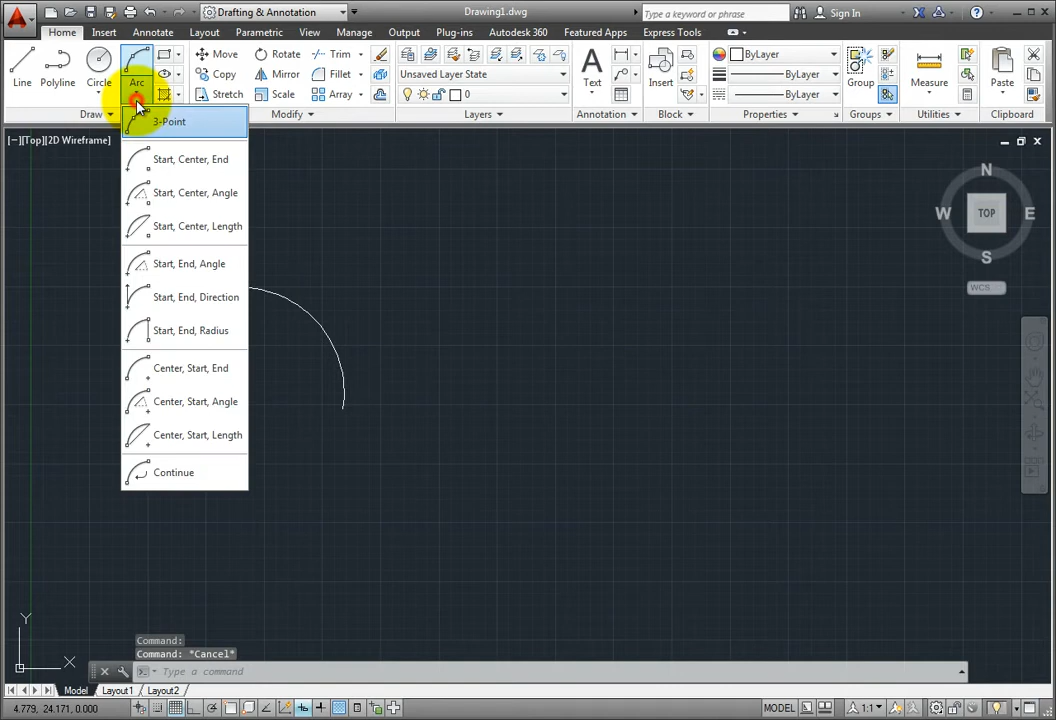 Drafting & Annotation
Drawing1.dwg
Type a keyword or phrase
Sign In
Home Insert Annotate Layout Parametric View Manage Output Plug-ins Autodesk 360 Featured Apps Express Tools
Line Polyline Circle Arc
Move Rotate Trim
Copy Mirror Fillet
Stretch Scale Array
Unsaved Layer State
0
Text
Insert
ByLayer
ByLayer
ByLayer
Group
Measure
Paste
Draw Modify Layers Annotation Block Properties Groups Utilities Clipboard
3-Point
Start, Center, End
Start, Center, Angle
Start, Center, Length
Start, End, Angle
Start, End, Direction
Start, End, Radius
Center, Start, End
Center, Start, Angle
Center, Start, Length
Continue
[−][Top][2D Wireframe]
N
W TOP E
S
WCS
Y
X
Command:
Command: *Cancel*
Type a command
Model Layout1 Layout2
4.779, 24.171, 0.000
MODEL
1:1